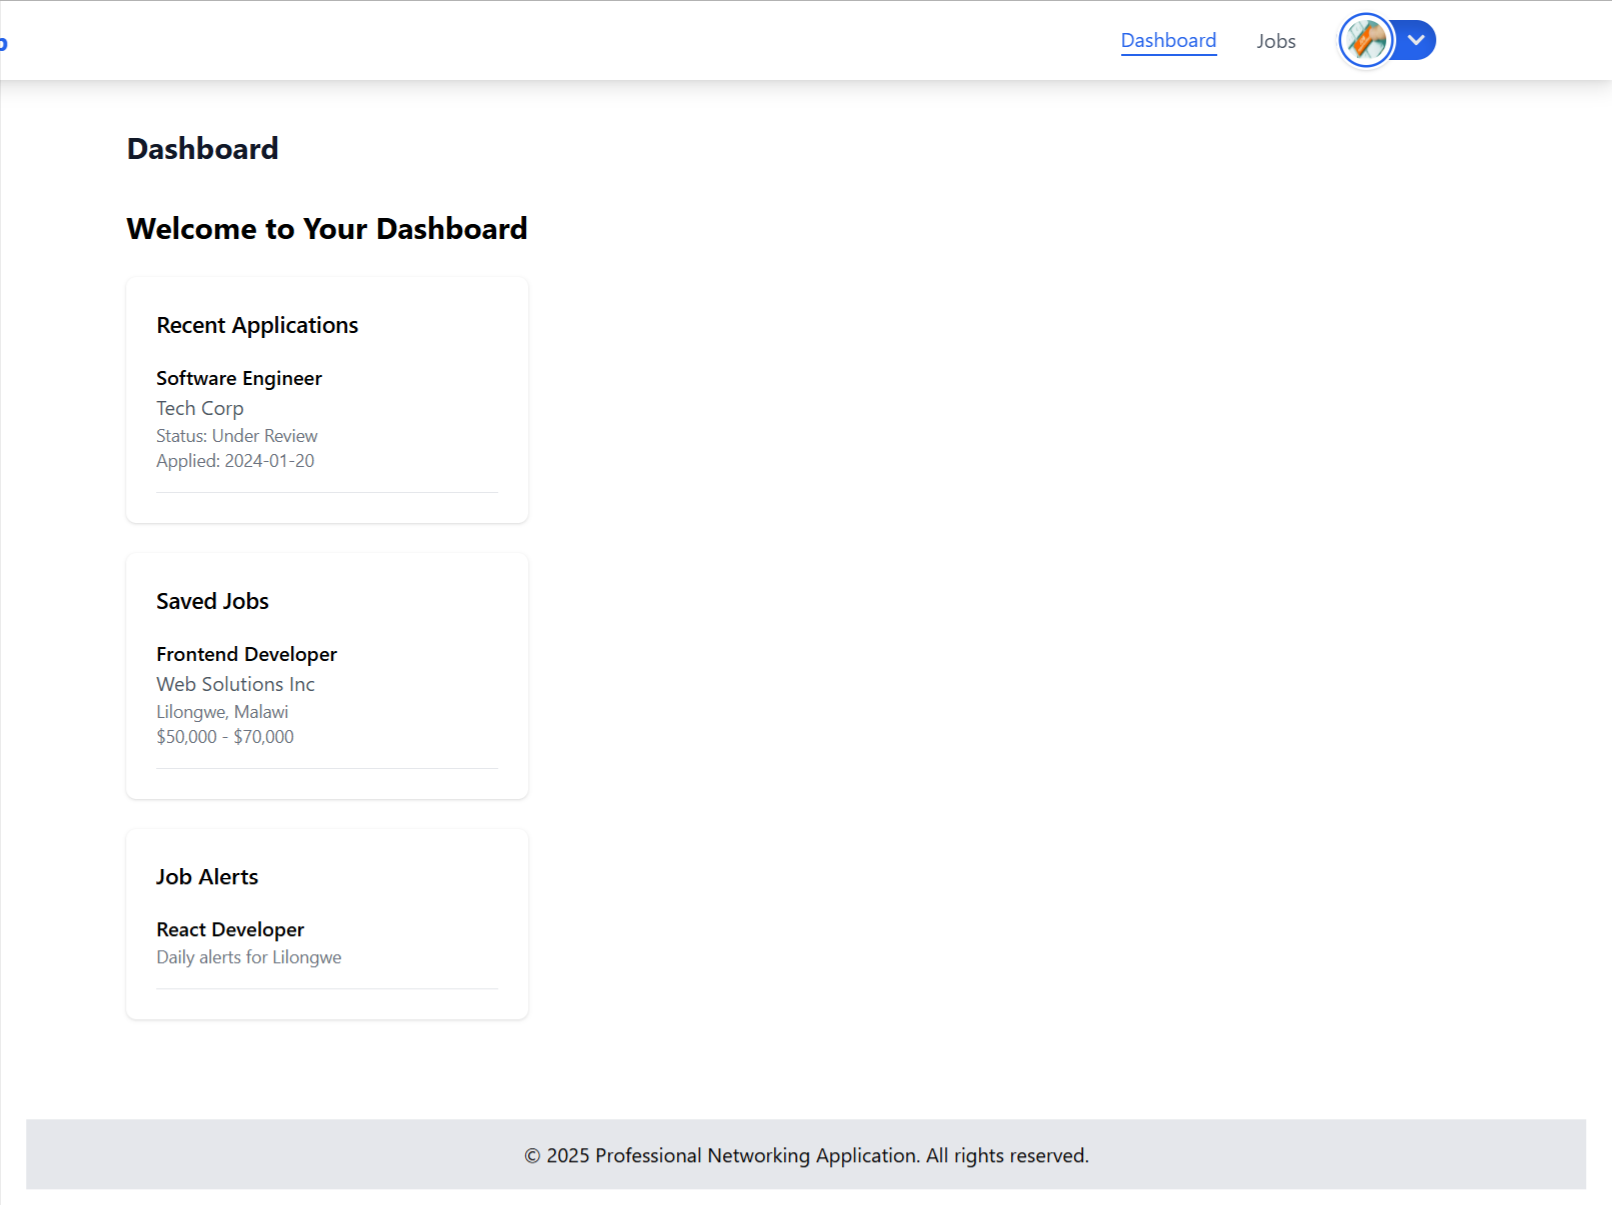 Dashboard
Jobs
Dashboard
Welcome to Your Dashboard
Recent Applications
Software Engineer
Tech Corp
Status: Under Review
Applied: 2024-01-20
Saved Jobs
Frontend Developer
Web Solutions Inc
Lilongwe, Malawi
$50,000 - $70,000
Job Alerts
React Developer
Daily alerts for Lilongwe
© 2025 Professional Networking Application. All rights reserved.